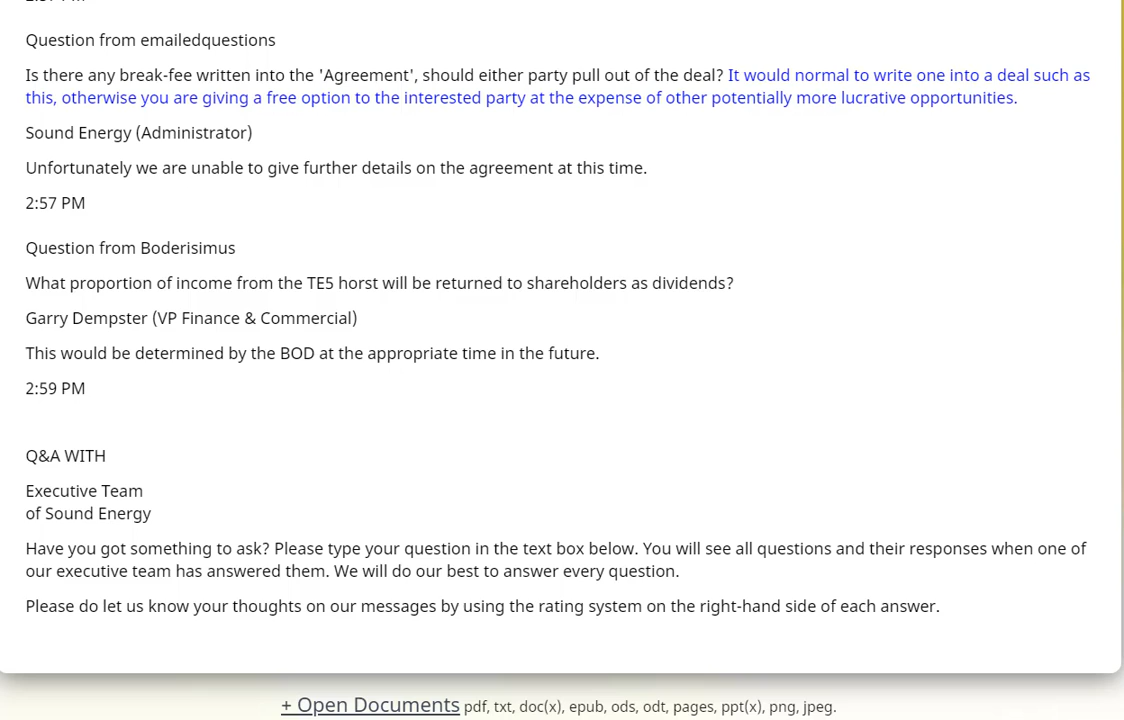 Question from emailedquestions
Is there any break-fee written into the 'Agreement', should either party pull out of the deal? It would normal to write one into a deal such as
this, otherwise you are giving a free option to the interested party at the expense of other potentially more lucrative opportunities.
Sound Energy (Administrator)
Unfortunately we are unable to give further details on the agreement at this time.
2:57 PM
Question from Boderisimus
What proportion of income from the TE5 horst will be returned to shareholders as dividends?
Garry Dempster (VP Finance & Commercial)
This would be determined by the BOD at the appropriate time in the future.
2:59 PM
Q&A WITH
Executive Team
of Sound Energy
Have you got something to ask? Please type your question in the text box below. You will see all questions and their responses when one of
our executive team has answered them. We will do our best to answer every question.
Please do let us know your thoughts on our messages by using the rating system on the right-hand side of each answer.
+ Open Documents pdf, txt, doc(x), epub, ods, odt, pages, ppt(x), png, jpeg.